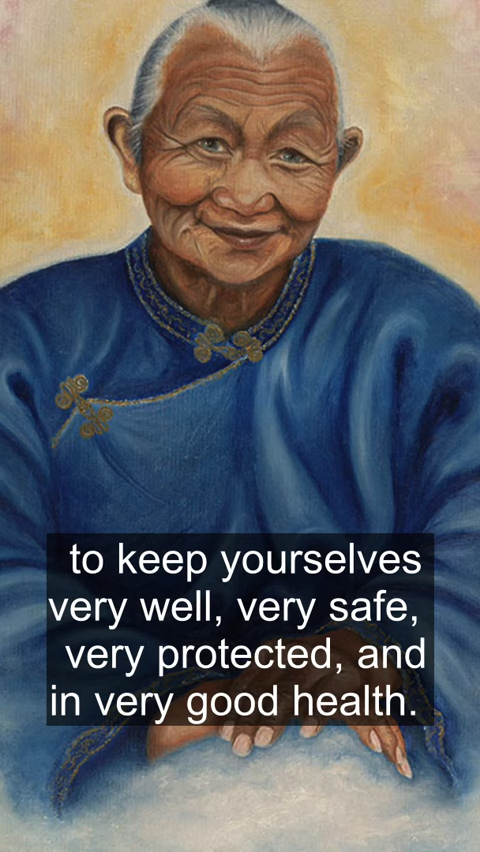 to keep yourselves
very well, very safe,
very protected, and
in very good health.